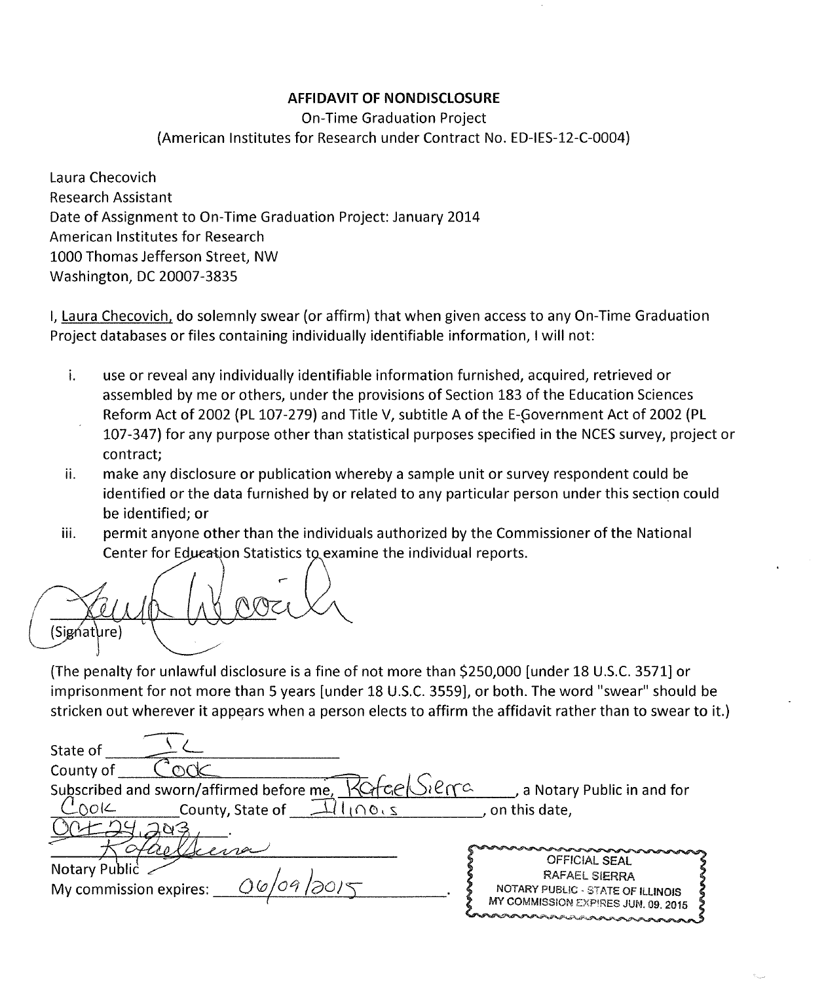 AFFIDAVIT OF NONDISCLOSURE
On-Time Graduation Project
(American Institutes for Research under Contract No. ED-IES-12-C-0004)
Laura Checovich
Research Assistant
Date of Assignment to On-Time Graduation Project: January 2014
American Institutes for Research
1000 Thomas Jefferson Street, NW
Washington, DC 20007-3835
I, Laura Checovich, do solemnly swear (or affirm) that when given access to any On-Time Graduation
Project databases or files containing individually identifiable information, I will not:
i. use or reveal any individually identifiable information furnished, acquired, retrieved or
assembled by me or others, under the provisions of Section 183 of the Education Sciences
Reform Act of 2002 (PL 107-279) and Title V, subtitle A of the E-Government Act of 2002 (PL
107-347) for any purpose other than statistical purposes specified in the NCES survey, project or
contract;
ii. make any disclosure or publication whereby a sample unit or survey respondent could be
identified or the data furnished by or related to any particular person under this section could
be identified; or
iii. permit anyone other than the individuals authorized by the Commissioner of the National
Center for Education Statistics to examine the individual reports.
Laura Checovich
(Signature)
(The penalty for unlawful disclosure is a fine of not more than $250,000 [under 18 U.S.C. 3571] or
imprisonment for not more than 5 years [under 18 U.S.C. 3559], or both. The word "swear" should be
stricken out wherever it appears when a person elects to affirm the affidavit rather than to swear to it.)
State of IL
County of Cook
Subscribed and sworn/affirmed before me, Rafael Sierra, a Notary Public in and for
Cook County, State of Illinois, on this date,
Oct 24, 2013.
Rafael Sierra
Notary Public
My commission expires: 06/09/2015.
OFFICIAL SEAL
RAFAEL SIERRA
NOTARY PUBLIC - STATE OF ILLINOIS
MY COMMISSION EXPIRES JUN. 09, 2015